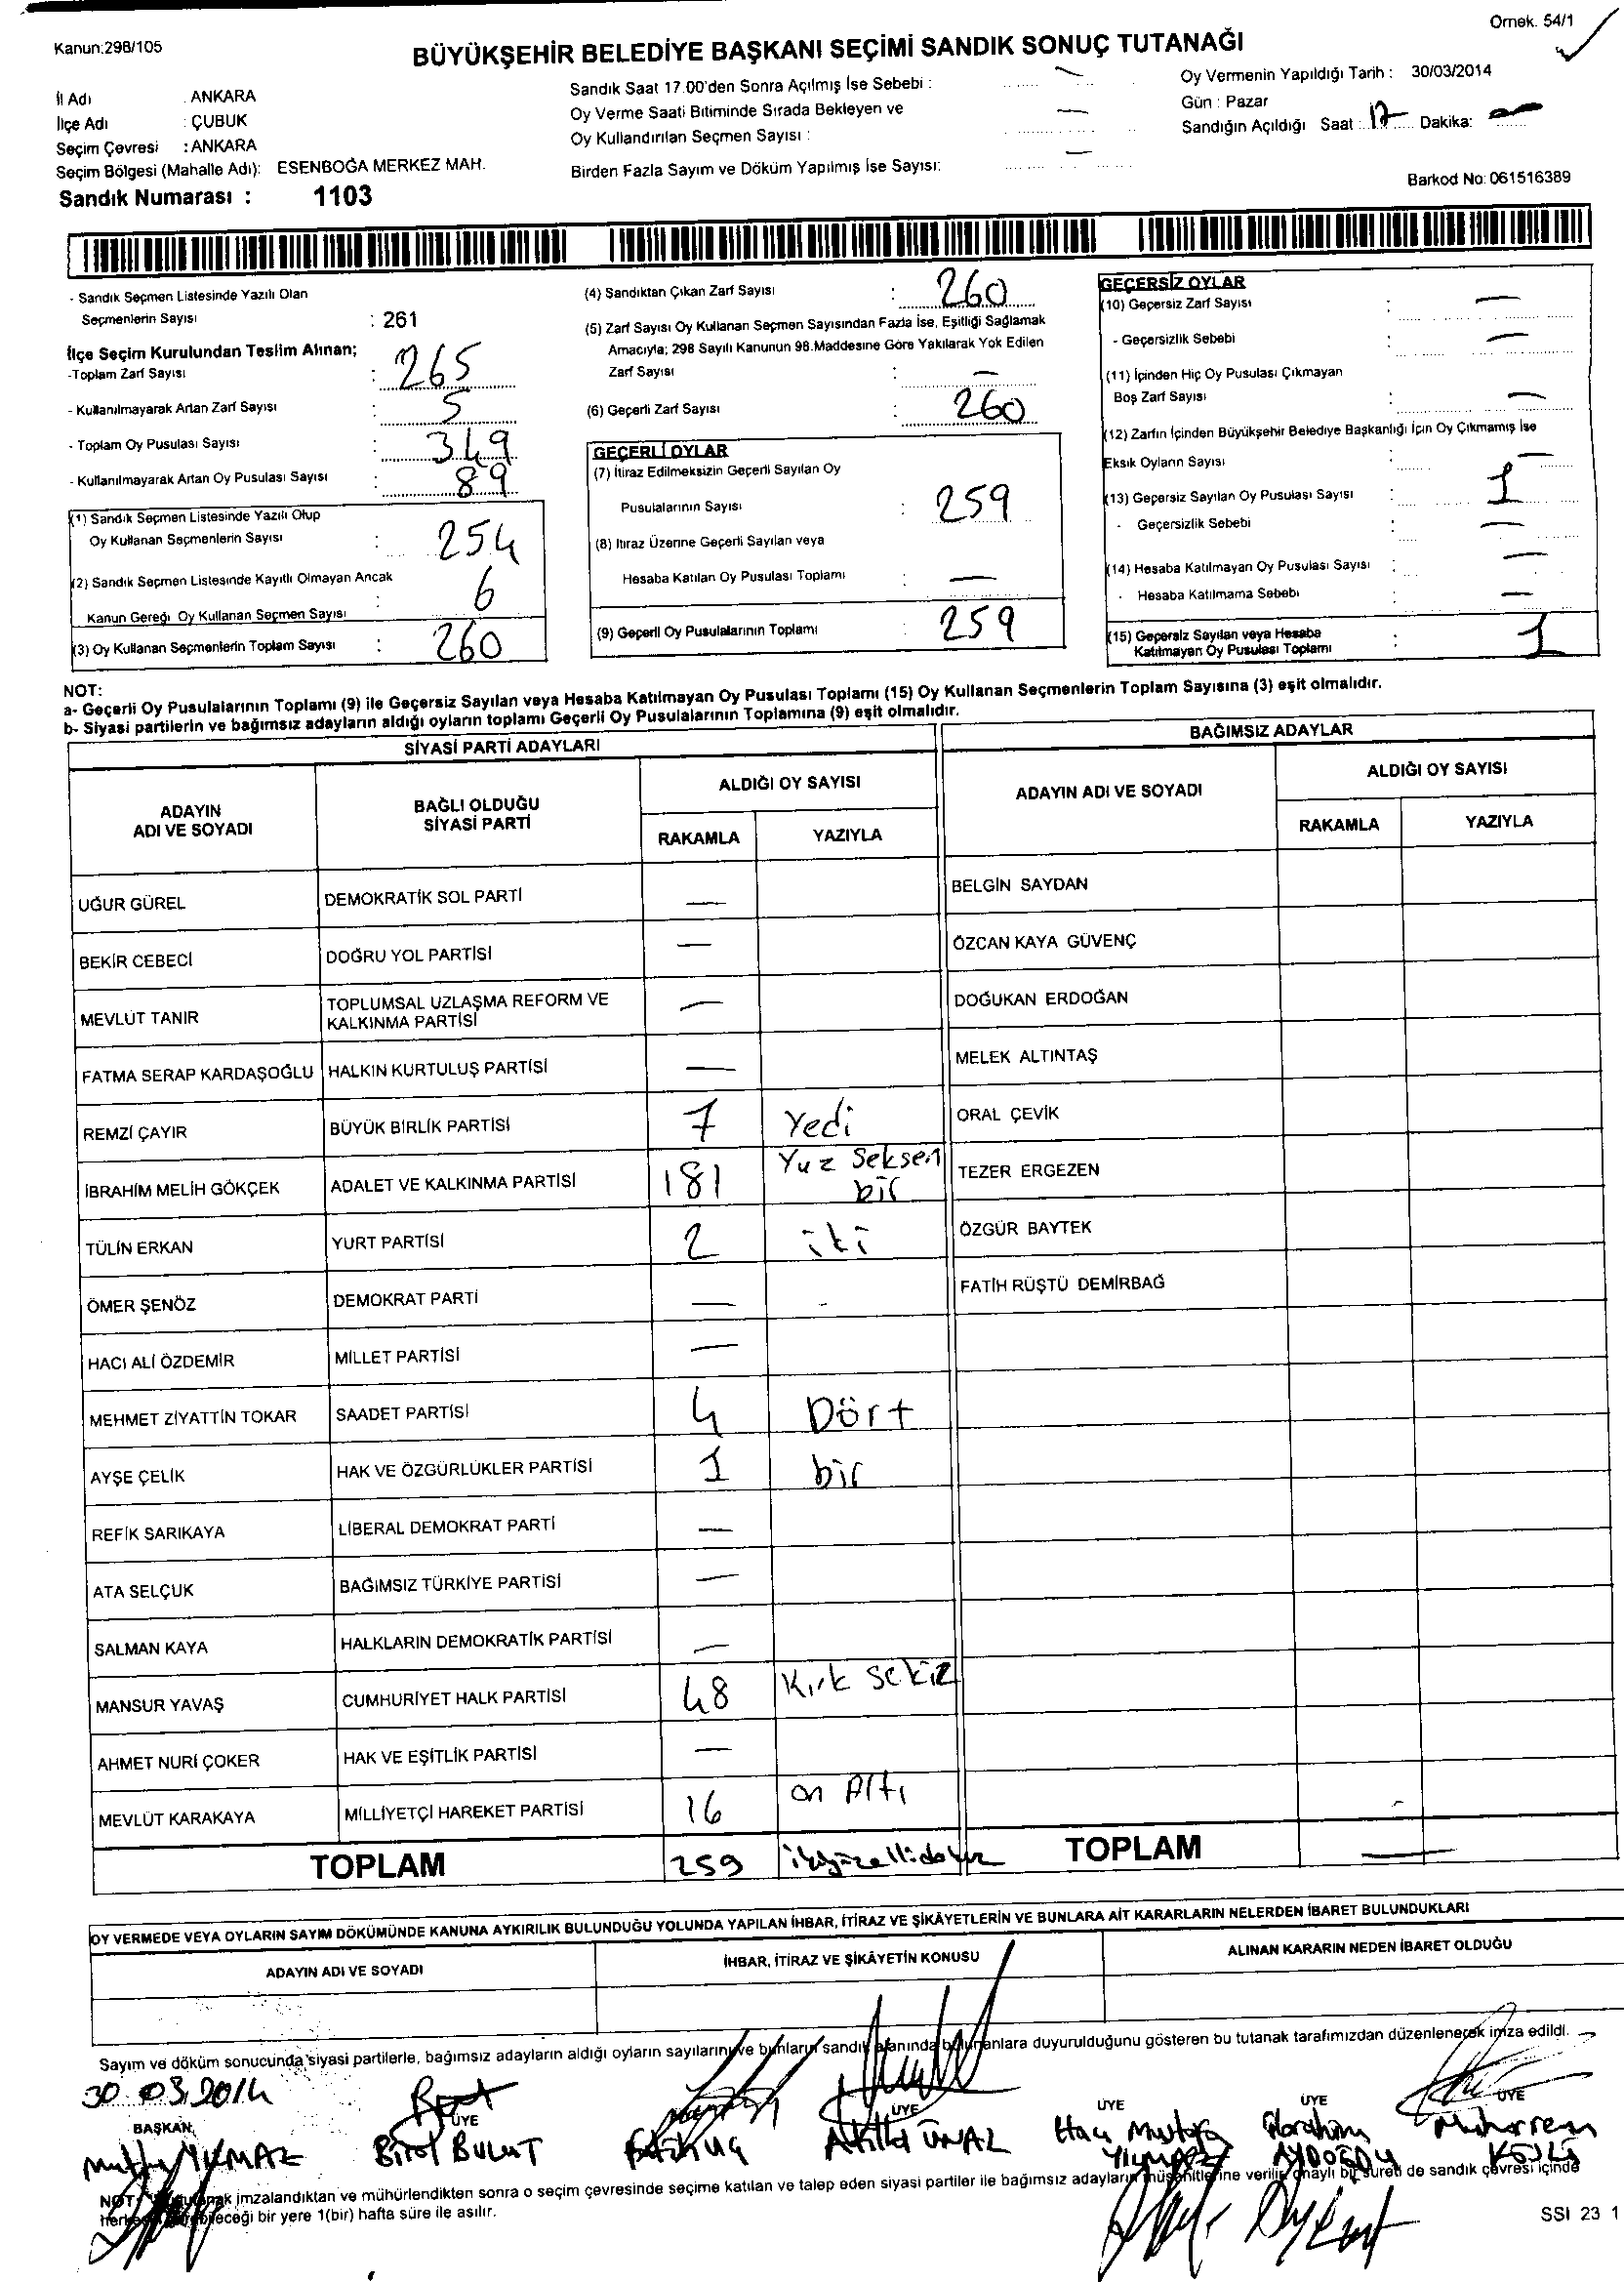 Örnek. 54/1
Kanun:298/105
BÜYÜKŞEHİR BELEDİYE BAŞKANI SEÇİMİ SANDIK SONUÇ TUTANAĞI
İl Adı : ANKARA
İlçe Adı : ÇUBUK
Seçim Çevresi : ANKARA
Seçim Bölgesi (Mahalle Adı): ESENBOĞA MERKEZ MAH.
Sandık Numarası : 1103
Sandık Saat 17.00'den Sonra Açılmış İse Sebebi : —
Oy Verme Saati Bitiminde Sırada Bekleyen ve
Oy Kullandırılan Seçmen Sayısı : —
Birden Fazla Sayım ve Döküm Yapılmış İse Sayısı: —
Oy Vermenin Yapıldığı Tarih : 30/03/2014
Gün : Pazar
Sandığın Açıldığı Saat : 17 Dakika: —
Barkod No: 061516389
- Sandık Seçmen Listesinde Yazılı Olan
Seçmenlerin Sayısı : 261
İlçe Seçim Kurulundan Teslim Alınan;
-Toplam Zarf Sayısı : 265
- Kullanılmayarak Artan Zarf Sayısı : 5
- Toplam Oy Pusulası Sayısı : 349
- Kullanılmayarak Artan Oy Pusulası Sayısı : 89
(1) Sandık Seçmen Listesinde Yazılı Olup
Oy Kullanan Seçmenlerin Sayısı : 254
(2) Sandık Seçmen Listesinde Kayıtlı Olmayan Ancak
Kanun Gereği Oy Kullanan Seçmen Sayısı : 6
(3) Oy Kullanan Seçmenlerin Toplam Sayısı : 260
(4) Sandıktan Çıkan Zarf Sayısı : 260
(5) Zarf Sayısı Oy Kullanan Seçmen Sayısından Fazla İse, Eşitliği Sağlamak
Amacıyla; 298 Sayılı Kanunun 98.Maddesine Göre Yakılarak Yok Edilen
Zarf Sayısı : —
(6) Geçerli Zarf Sayısı : 260
GEÇERLİ OYLAR
(7) İtiraz Edilmeksizin Geçerli Sayılan Oy
Pusulalarının Sayısı : 259
(8) İtiraz Üzerine Geçerli Sayılan veya
Hesaba Katılan Oy Pusulası Toplamı : —
(9) Geçerli Oy Pusulalarının Toplamı : 259
GEÇERSİZ OYLAR
(10) Geçersiz Zarf Sayısı : —
- Geçersizlik Sebebi : —
(11) İçinden Hiç Oy Pusulası Çıkmayan
Boş Zarf Sayısı : —
(12) Zarfın İçinden Büyükşehir Belediye Başkanlığı İçin Oy Çıkmamış İse
Eksik Oyların Sayısı : —
(13) Geçersiz Sayılan Oy Pusulası Sayısı : 1
- Geçersizlik Sebebi : —
(14) Hesaba Katılmayan Oy Pusulası Sayısı : —
- Hesaba Katılmama Sebebi : —
(15) Geçersiz Sayılan veya Hesaba
Katılmayan Oy Pusulası Toplamı : 1
NOT:
a- Geçerli Oy Pusulalarının Toplamı (9) ile Geçersiz Sayılan veya Hesaba Katılmayan Oy Pusulası Toplamı (15) Oy Kullanan Seçmenlerin Toplam Sayısına (3) eşit olmalıdır.
b- Siyasi partilerin ve bağımsız adayların aldığı oyların toplamı Geçerli Oy Pusulalarının Toplamına (9) eşit olmalıdır.
SİYASİ PARTİ ADAYLARI
ADAYIN ADI VE SOYADI
BAĞLI OLDUĞU SİYASİ PARTİ
ALDIĞI OY SAYISI
RAKAMLA YAZIYLA
UĞUR GÜREL DEMOKRATİK SOL PARTİ —
BEKİR CEBECİ DOĞRU YOL PARTİSİ —
MEVLÜT TANIR TOPLUMSAL UZLAŞMA REFORM VE KALKINMA PARTİSİ —
FATMA SERAP KARDAŞOĞLU HALKIN KURTULUŞ PARTİSİ —
REMZİ ÇAYIR BÜYÜK BİRLİK PARTİSİ 7 Yedi
İBRAHİM MELİH GÖKÇEK ADALET VE KALKINMA PARTİSİ 181 Yuz Seksen bir
TÜLİN ERKAN YURT PARTİSİ 2 iki
ÖMER ŞENÖZ DEMOKRAT PARTİ — -
HACI ALİ ÖZDEMİR MİLLET PARTİSİ —
MEHMET ZİYATTİN TOKAR SAADET PARTİSİ 4 Dört
AYŞE ÇELİK HAK VE ÖZGÜRLÜKLER PARTİSİ 1 bir
REFİK SARIKAYA LİBERAL DEMOKRAT PARTİ —
ATA SELÇUK BAĞIMSIZ TÜRKİYE PARTİSİ —
SALMAN KAYA HALKLARIN DEMOKRATİK PARTİSİ —
MANSUR YAVAŞ CUMHURİYET HALK PARTİSİ 48 Kırk sekiz
AHMET NURİ ÇOKER HAK VE EŞİTLİK PARTİSİ —
MEVLÜT KARAKAYA MİLLİYETÇİ HAREKET PARTİSİ 16 on Altı
TOPLAM 259 ikiyüzellidokuz
BAĞIMSIZ ADAYLAR
ADAYIN ADI VE SOYADI
ALDIĞI OY SAYISI
RAKAMLA YAZIYLA
BELGİN SAYDAN
ÖZCAN KAYA GÜVENÇ
DOĞUKAN ERDOĞAN
MELEK ALTINTAŞ
ORAL ÇEVİK
TEZER ERGEZEN
ÖZGÜR BAYTEK
FATİH RÜŞTÜ DEMİRBAĞ
TOPLAM —
OY VERMEDE VEYA OYLARIN SAYIM DÖKÜMÜNDE KANUNA AYKIRILIK BULUNDUĞU YOLUNDA YAPILAN İHBAR, İTİRAZ VE ŞİKÂYETLERİN VE BUNLARA AİT KARARLARIN NELERDEN İBARET BULUNDUKLARI
ADAYIN ADI VE SOYADI İHBAR, İTİRAZ VE ŞİKÂYETİN KONUSU ALINAN KARARIN NEDEN İBARET OLDUĞU
Sayım ve döküm sonucunda siyasi partilerle, bağımsız adayların aldığı oyların sayılarını ve bunların sandık alanında bulunanlara duyurulduğunu gösteren bu tutanak tarafımızdan düzenlenerek imza edildi.
30.03.2014
BAŞKAN ÜYE ÜYE ÜYE ÜYE ÜYE
Birol BULUT Atilla ÜNAL Hacı Mustafa Yılmaz İbrahim AYDOĞDU Muharrem
NOT: imzalandıktan ve mühürlendikten sonra o seçim çevresinde seçime katılan ve talep eden siyasi partiler ile bağımsız adayların müşahitlerine verilir, onaylı bir sureti de sandık çevresi içinde
bir yere 1(bir) hafta süre ile asılır.
SSI 23 1